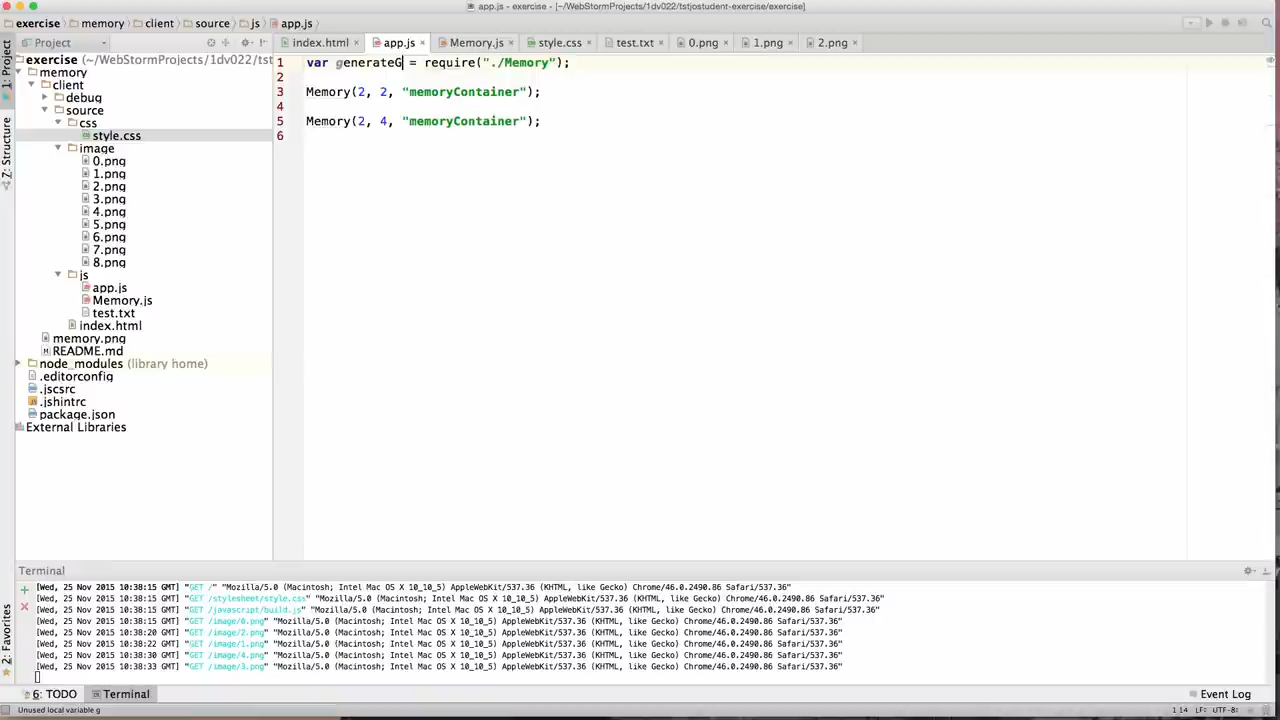 app.js - exercise - [~/WebStormProjects/1dv022/tstjostudent-exercise/exercise]
exercise memory client source js app.js
Project index.html app.js Memory.js style.css test.txt 0.png 1.png 2.png
1: Project
Z: Structure
2: Favorites
exercise (~/WebStormProjects/1dv022/tst
memory
client
debug
source
css
style.css
image
0.png
1.png
2.png
3.png
4.png
5.png
6.png
7.png
8.png
js
app.js
Memory.js
test.txt
index.html
memory.png
README.md
node_modules (library home)
.editorconfig
.jscsrc
.jshintrc
package.json
External Libraries
1 var generateG = require("./Memory");
2
3 Memory(2, 2, "memoryContainer");
4
5 Memory(2, 4, "memoryContainer");
6
Terminal
[Wed, 25 Nov 2015 10:38:15 GMT] "GET /" "Mozilla/5.0 (Macintosh; Intel Mac OS X 10_10_5) AppleWebKit/537.36 (KHTML, like Gecko) Chrome/46.0.2490.86 Safari/537.36"
[Wed, 25 Nov 2015 10:38:15 GMT] "GET /stylesheet/style.css" "Mozilla/5.0 (Macintosh; Intel Mac OS X 10_10_5) AppleWebKit/537.36 (KHTML, like Gecko) Chrome/46.0.2490.86 Safari/537.36"
[Wed, 25 Nov 2015 10:38:15 GMT] "GET /javascript/build.js" "Mozilla/5.0 (Macintosh; Intel Mac OS X 10_10_5) AppleWebKit/537.36 (KHTML, like Gecko) Chrome/46.0.2490.86 Safari/537.36"
[Wed, 25 Nov 2015 10:38:15 GMT] "GET /image/0.png" "Mozilla/5.0 (Macintosh; Intel Mac OS X 10_10_5) AppleWebKit/537.36 (KHTML, like Gecko) Chrome/46.0.2490.86 Safari/537.36"
[Wed, 25 Nov 2015 10:38:20 GMT] "GET /image/2.png" "Mozilla/5.0 (Macintosh; Intel Mac OS X 10_10_5) AppleWebKit/537.36 (KHTML, like Gecko) Chrome/46.0.2490.86 Safari/537.36"
[Wed, 25 Nov 2015 10:38:22 GMT] "GET /image/1.png" "Mozilla/5.0 (Macintosh; Intel Mac OS X 10_10_5) AppleWebKit/537.36 (KHTML, like Gecko) Chrome/46.0.2490.86 Safari/537.36"
[Wed, 25 Nov 2015 10:38:30 GMT] "GET /image/4.png" "Mozilla/5.0 (Macintosh; Intel Mac OS X 10_10_5) AppleWebKit/537.36 (KHTML, like Gecko) Chrome/46.0.2490.86 Safari/537.36"
[Wed, 25 Nov 2015 10:38:33 GMT] "GET /image/3.png" "Mozilla/5.0 (Macintosh; Intel Mac OS X 10_10_5) AppleWebKit/537.36 (KHTML, like Gecko) Chrome/46.0.2490.86 Safari/537.36"
6: TODO Terminal Event Log
Unused local variable g 1:14 LF: UTF-8: